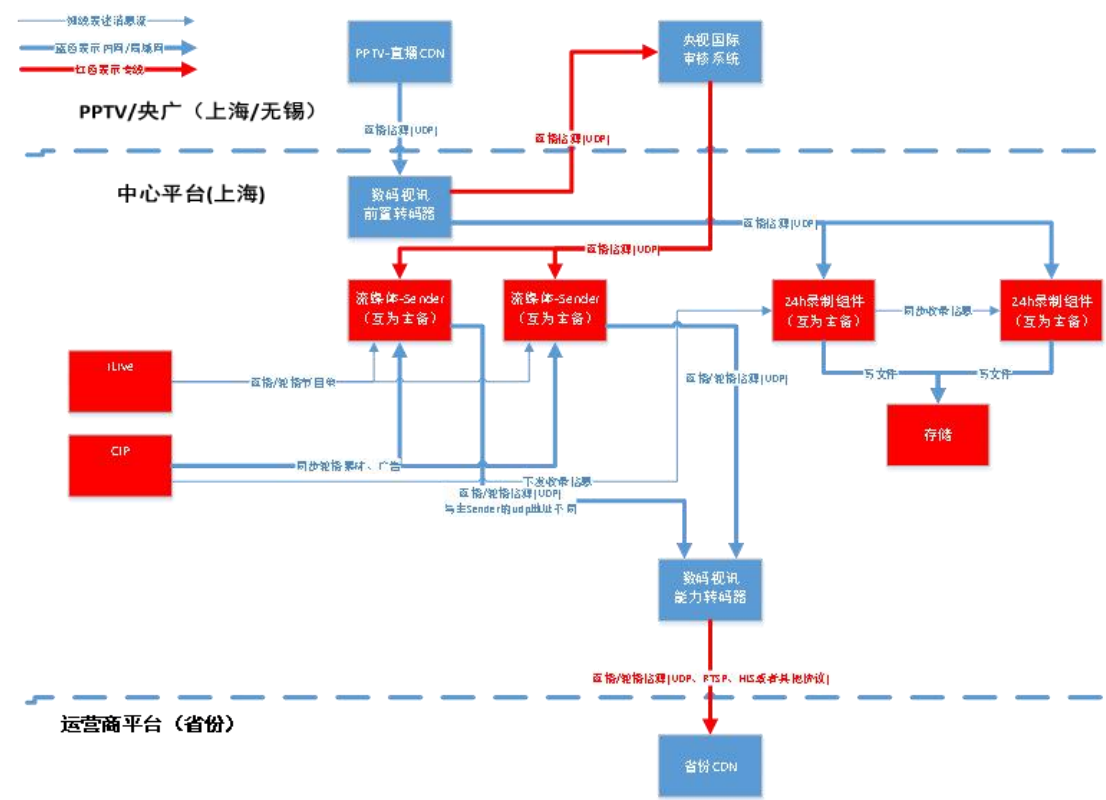 细线表述消息流
蓝色表示内网/局域网
红色表示专线
PPTV-直播CDN
央视国际
审核系统
PPTV/央广（上海/无锡）
直播信源[UDP]
直播信源[UDP]
中心平台(上海)
数码视讯
前置转码器
直播信源[UDP]
直播信源[UDP]
流媒体-Sender
（互为主备）
流媒体-Sender
（互为主备）
24h录制组件
（互为主备）
同步收录信息
24h录制组件
（互为主备）
iLive
直播/轮播节目单
直播/轮播信源[UDP]
写文件
写文件
存储
CIP
同步轮播素材、广告
下发收录信息
直播/轮播信源[UDP]
与主Sender的udp地址不同
数码视讯
能力转码器
直播/轮播信源[UDP、RTSP、HLS或者其他协议]
运营商平台（省份）
省份CDN